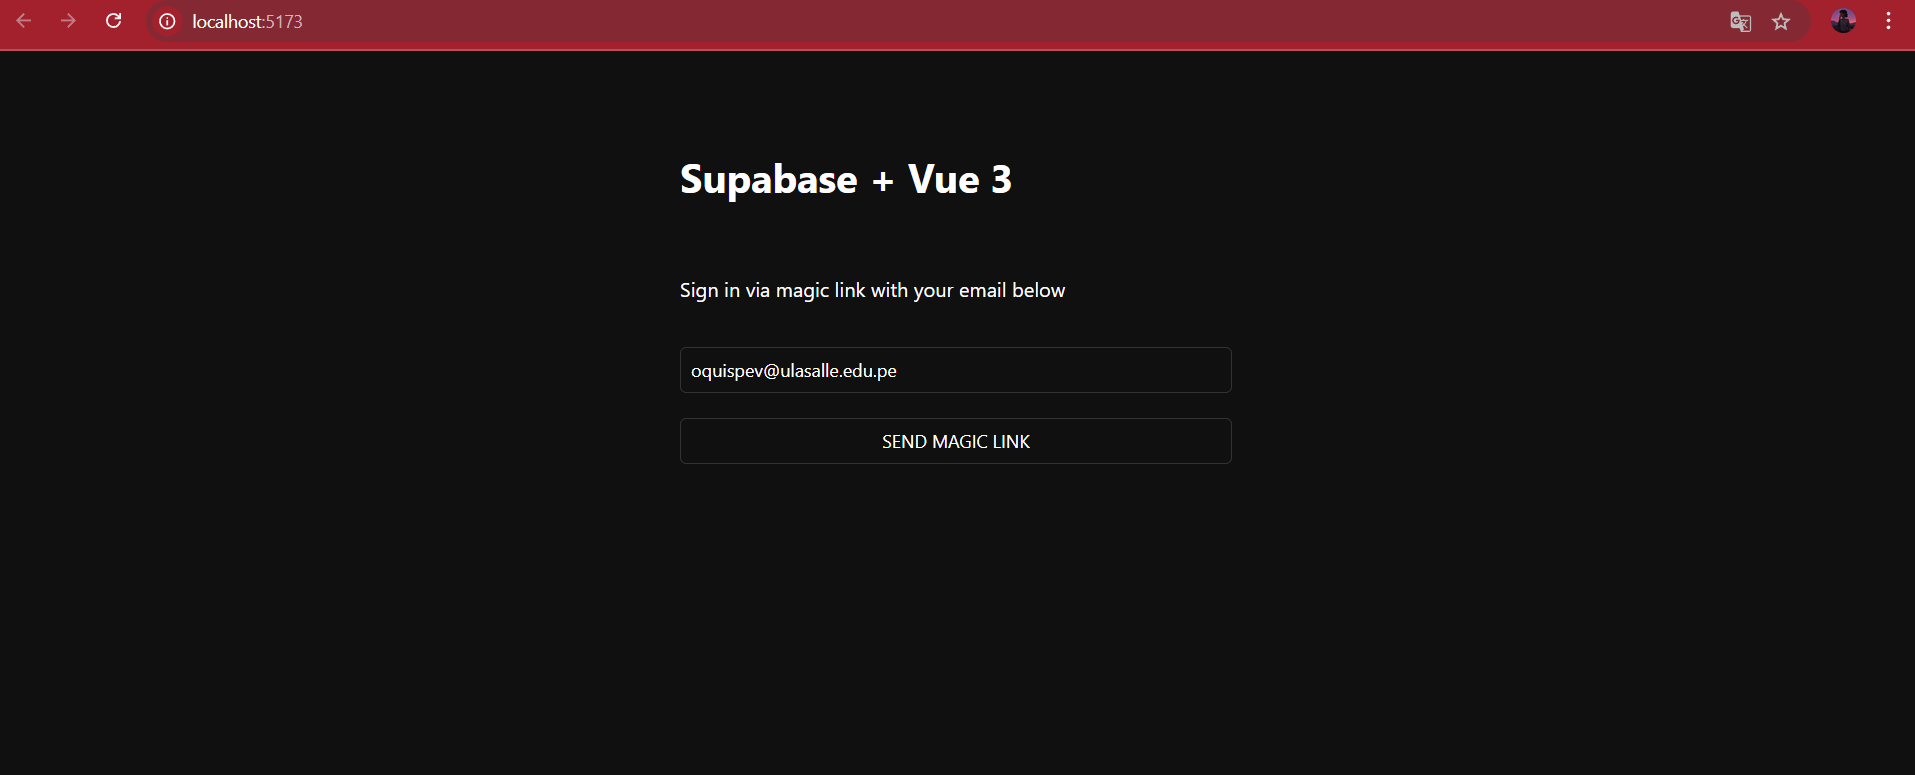 localhost:5173
Supabase + Vue 3
Sign in via magic link with your email below
oquispev@ulasalle.edu.pe
SEND MAGIC LINK